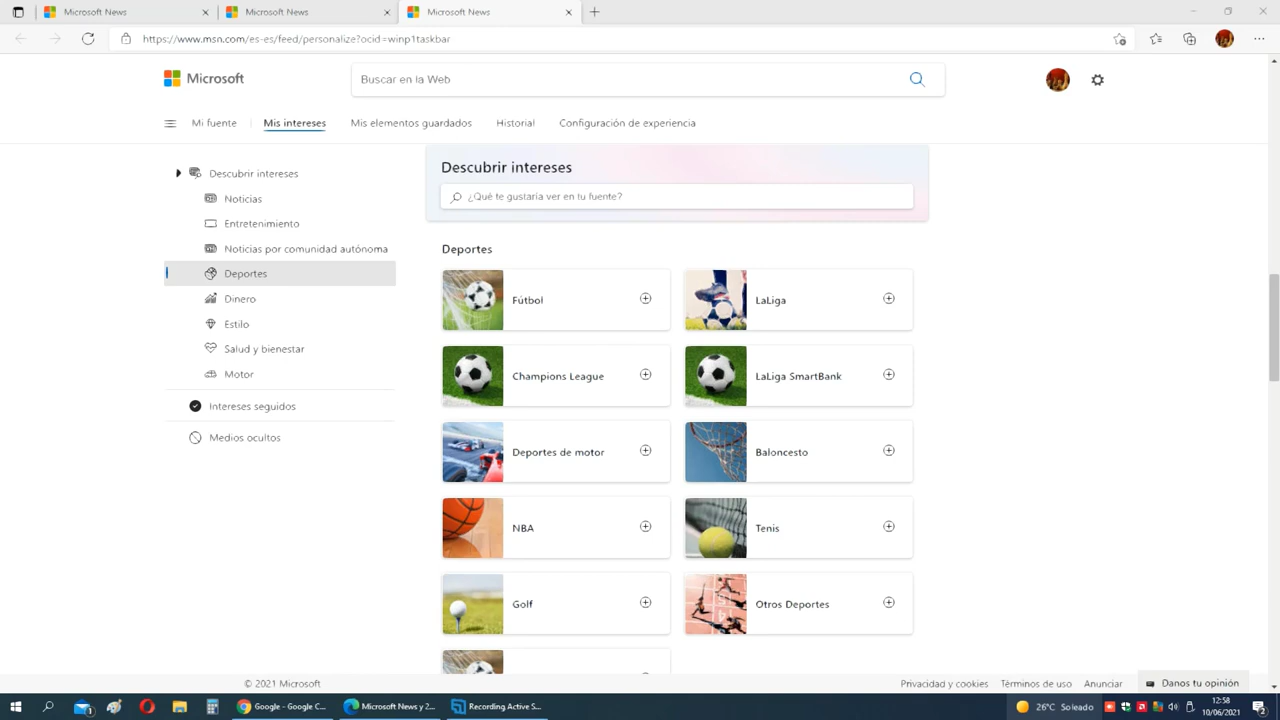 Microsoft News
Microsoft News
Microsoft News
https://www.msn.com/es-es/feed/personalize?ocid=winp1taskbar
Microsoft
Buscar en la Web
Mi fuente
Mis intereses
Mis elementos guardados
Historial
Configuración de experiencia
Descubrir intereses
Noticias
Entretenimiento
Noticias por comunidad autónoma
Deportes
Dinero
Estilo
Salud y bienestar
Motor
Intereses seguidos
Medios ocultos
Descubrir intereses
¿Qué te gustaría ver en tu fuente?
Deportes
Fútbol
LaLiga
Champions League
LaLiga SmartBank
Deportes de motor
Baloncesto
NBA
Tenis
Golf
Otros Deportes
© 2021 Microsoft
Privacidad y cookies
Términos de uso
Anunciar
Danos tu opinión
Google - Google C...
Microsoft News y 2...
Recording Active S...
26°C Soleado
12:58
10/06/2021